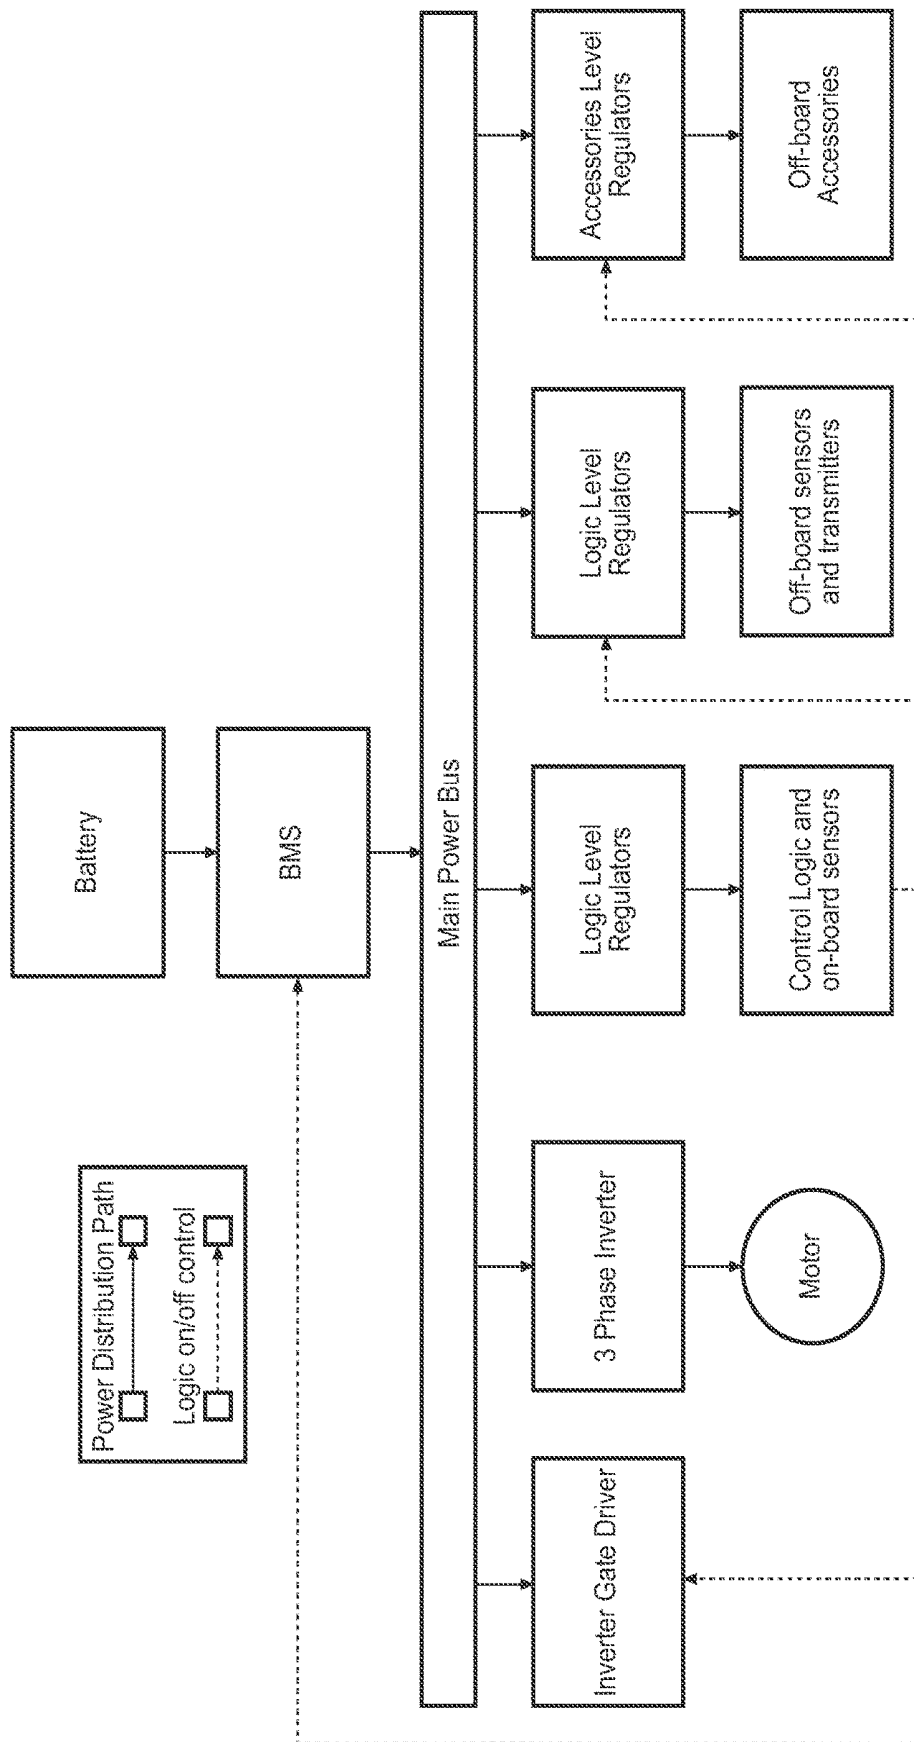 Power Distribution Path
Logic on/off control
Battery
BMS
Main Power Bus
Inverter Gate Driver
3 Phase Inverter
Logic Level
Regulators
Logic Level
Regulators
Accessories Level
Regulators
Motor
Control Logic and
on-board sensors
Off-board sensors
and transmitters
Off-board
Accessories